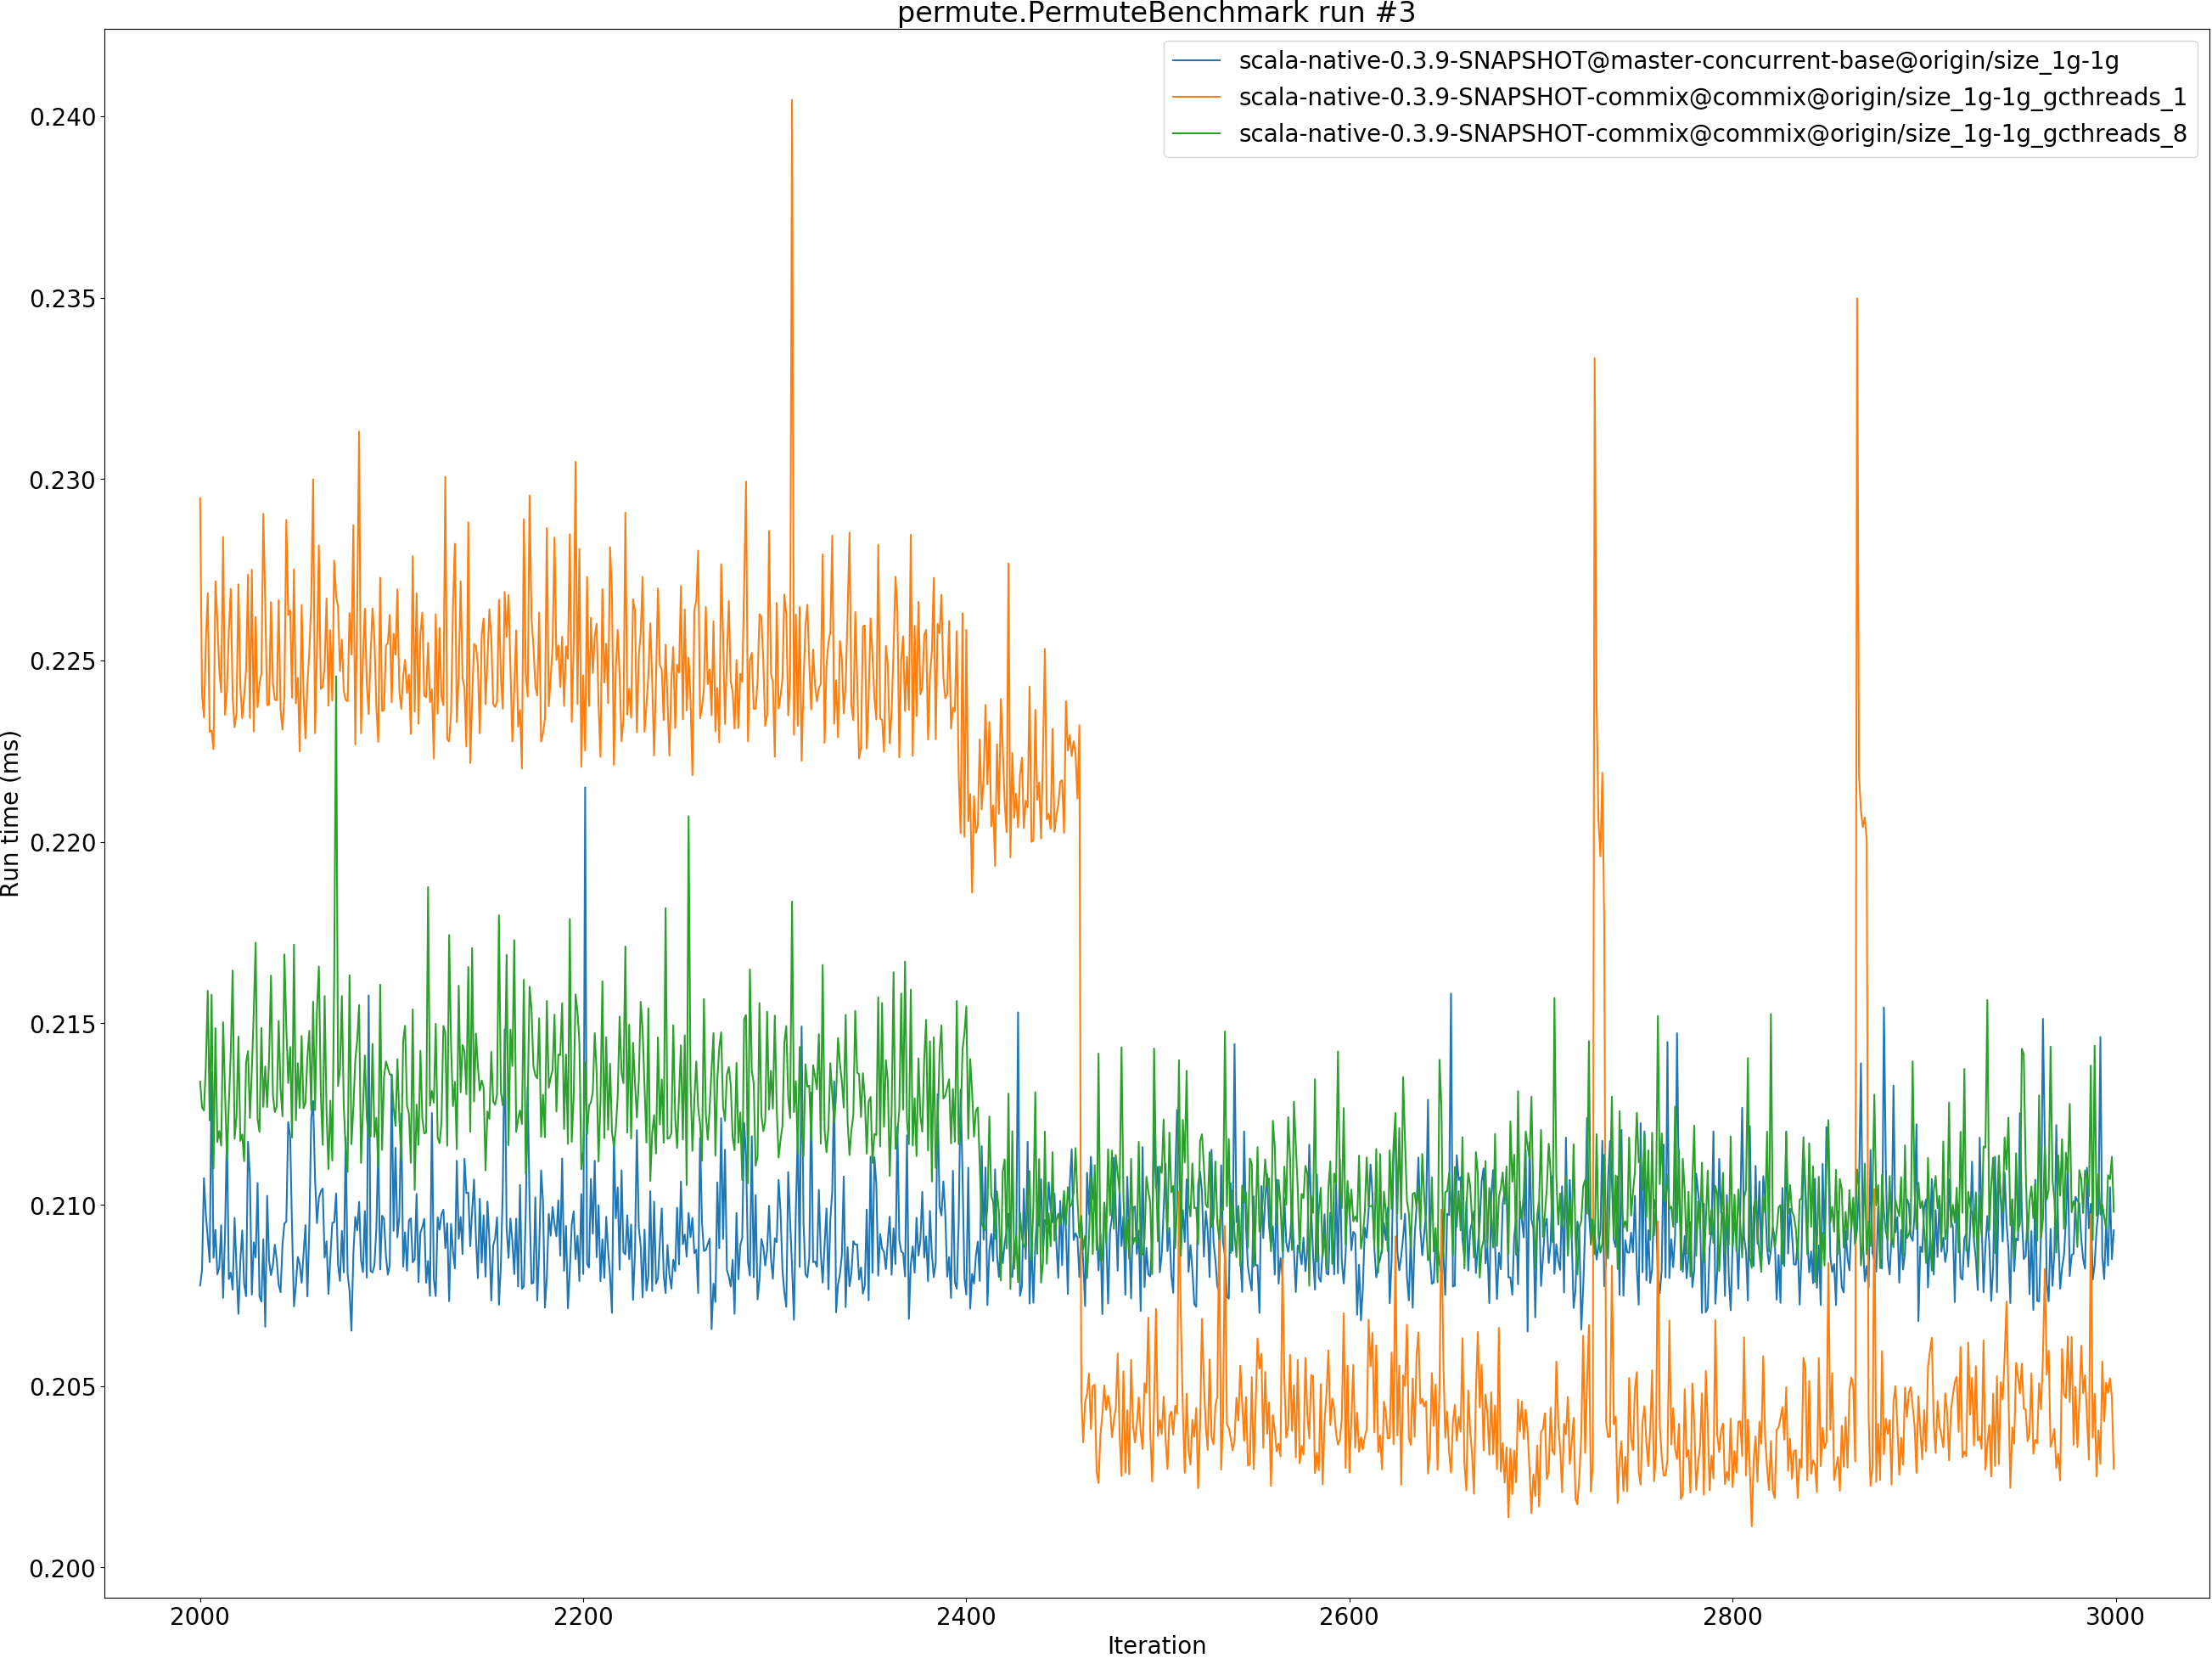 permute.PermuteBenchmark run #3
scala-native-0.3.9-SNAPSHOT@master-concurrent-base@origin/size_1g-1g
scala-native-0.3.9-SNAPSHOT-commix@commix@origin/size_1g-1g_gcthreads_1
scala-native-0.3.9-SNAPSHOT-commix@commix@origin/size_1g-1g_gcthreads_8
0.240
0.235
0.230
0.225
0.220
0.215
0.210
0.205
0.200
Run time (ms)
2000 2200 2400 2600 2800 3000
Iteration